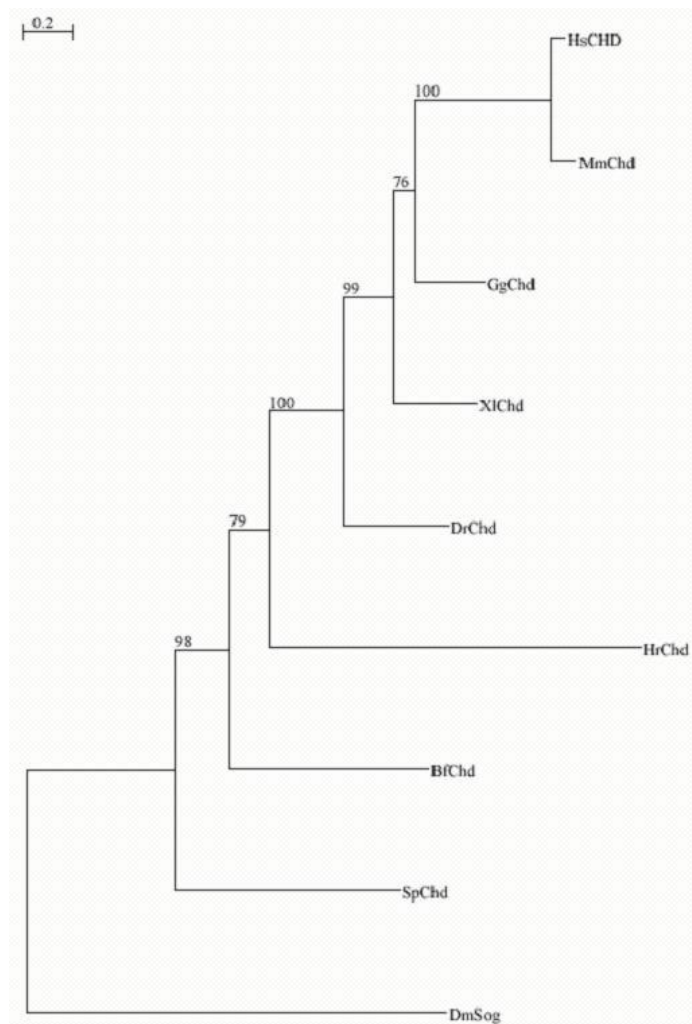 0.2
HsCHD
100
MmChd
76
GgChd
99
XlChd
100
DrChd
79
HrChd
98
BfChd
SpChd
DmSog